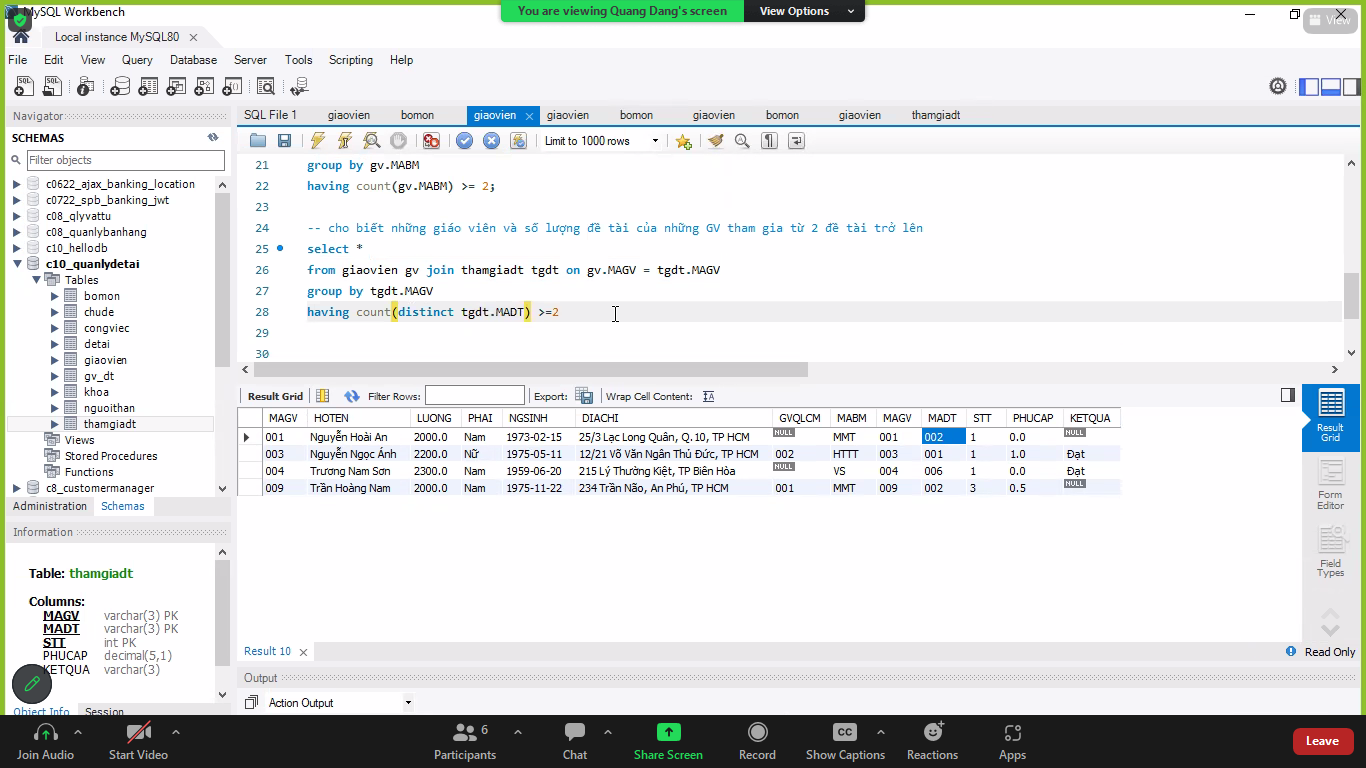 MySQL Workbench
You are viewing Quang Dang's screen
View Options
View
Local instance MySQL80
File Edit View Query Database Server Tools Scripting Help
Navigator
SCHEMAS
Filter objects
c0622_ajax_banking_location
c0722_spb_banking_jwt
c08_qlyvattu
c08_quanlybanhang
c10_hellodb
c10_quanlydetai
Tables
bomon
chude
congviec
detai
giaovien
gv_dt
khoa
nguoithan
thamgiadt
Views
Stored Procedures
Functions
c8_customermanager
Administration Schemas
Information
Table: thamgiadt
Columns:
MAGV varchar(3) PK
MADT varchar(3) PK
STT int PK
PHUCAP decimal(5,1)
KETQUA varchar(3)
Object Info Session
SQL File 1 giaovien bomon giaovien giaovien bomon giaovien bomon giaovien thamgiadt
Limit to 1000 rows
21 group by gv.MABM
22 having count(gv.MABM) >= 2;
23
24 -- cho biết những giáo viên và số lượng đề tài của những GV tham gia từ 2 đề tài trở lên
25 select *
26 from giaovien gv join thamgiadt tgdt on gv.MAGV = tgdt.MAGV
27 group by tgdt.MAGV
28 having count(distinct tgdt.MADT) >=2
29
30
Result Grid Filter Rows: Export: Wrap Cell Content:
MAGV HOTEN LUONG PHAI NGSINH DIACHI GVQLCM MABM MAGV MADT STT PHUCAP KETQUA
001 Nguyễn Hoài An 2000.0 Nam 1973-02-15 25/3 Lạc Long Quân, Q.10, TP HCM NULL MMT 001 002 1 0.0 NULL
003 Nguyễn Ngọc Ánh 2200.0 Nữ 1975-05-11 12/21 Võ Văn Ngân Thủ Đức, TP HCM 002 HTTT 003 001 1 1.0 Đạt
004 Trương Nam Sơn 2300.0 Nam 1959-06-20 215 Lý Thường Kiệt, TP Biên Hòa NULL VS 004 006 1 0.0 Đạt
009 Trần Hoàng Nam 2000.0 Nam 1975-11-22 234 Trần Não, An Phú, TP HCM 001 MMT 009 002 3 0.5 NULL
Result Grid
Form Editor
Field Types
Result 10
Read Only
Output
Action Output
Join Audio Start Video Participants 6 Chat Share Screen Record CC Show Captions Reactions Apps Leave